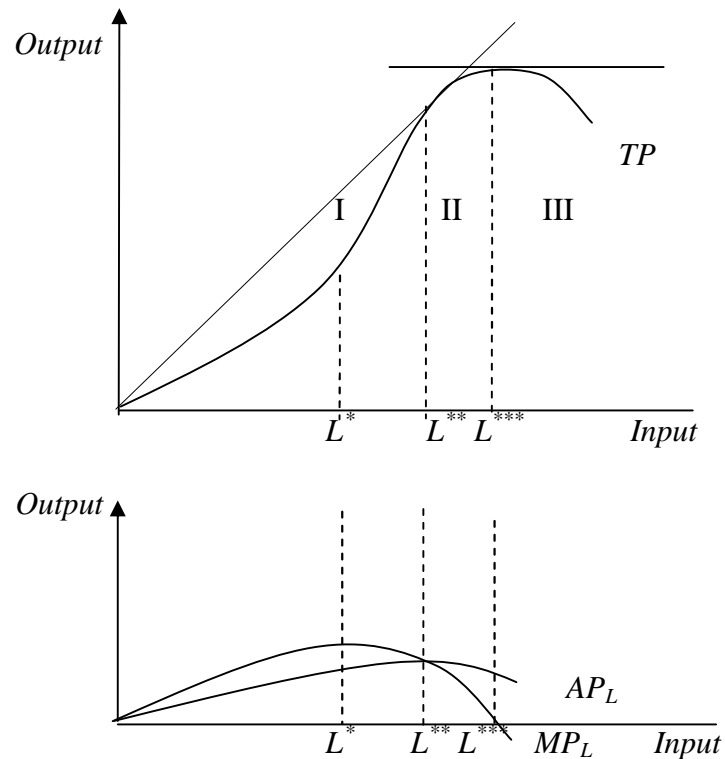 Output
TP
I II III
L* L** L*** Input
Output
AP_L
L* L** L*** MP_L Input